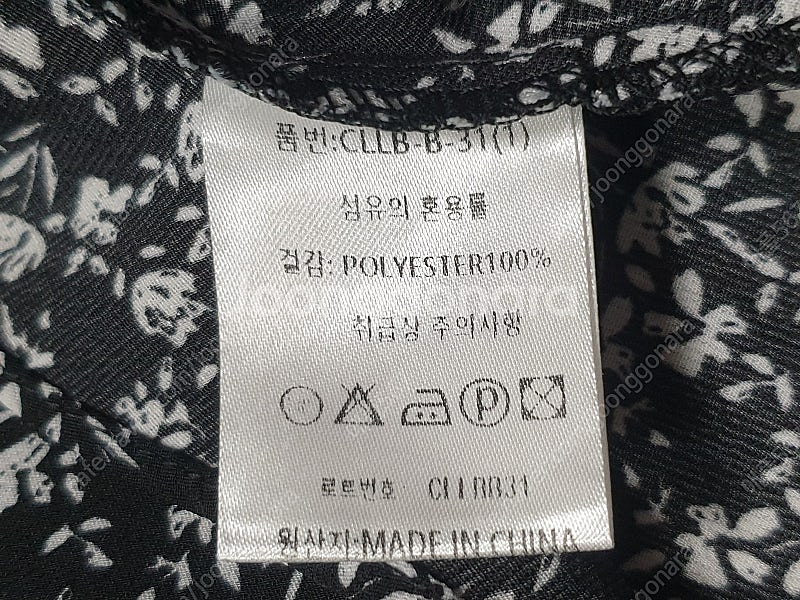 품번:CLLB-B-31(1)
섬유의 혼용률
겉감: POLYESTER100%
취급상 주의사항
P
로트번호 CLLBB31
원산지:MADE IN CHINA